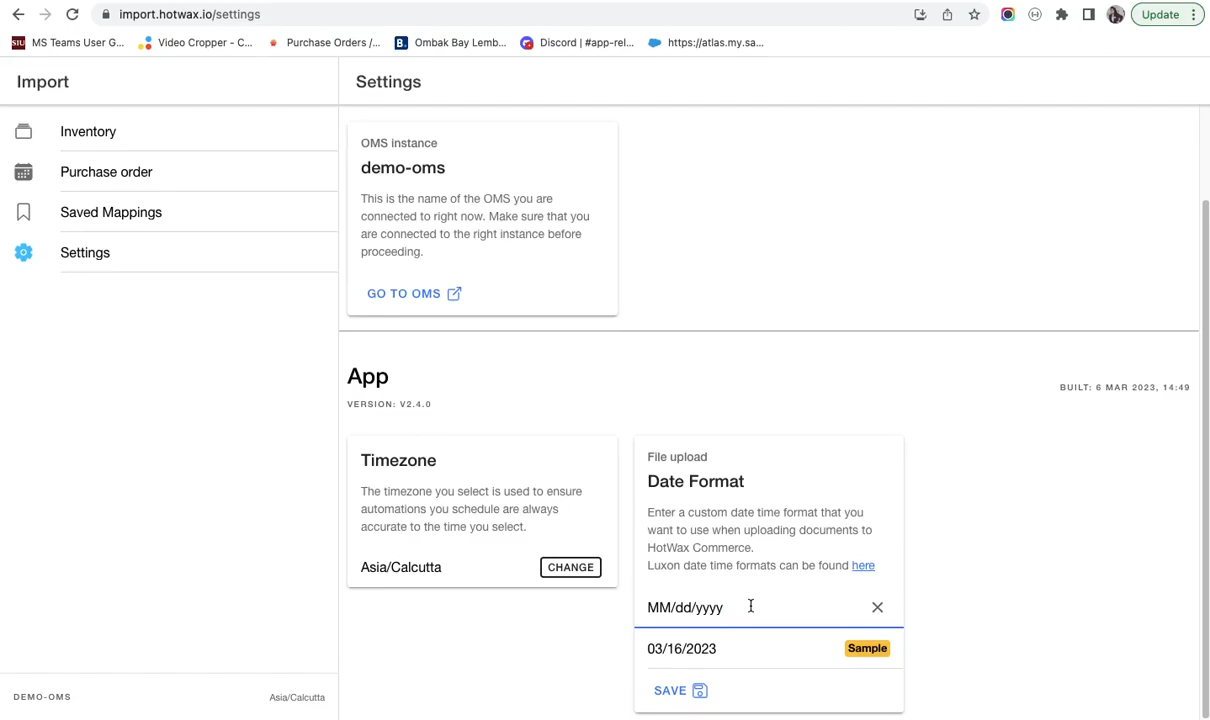 import.hotwax.io/settings
Update
MS Teams User G...
Video Cropper - C...
Purchase Orders /...
Ombak Bay Lemb...
Discord | #app-rel...
https://atlas.my.sa...
Import
Settings
Inventory
Purchase order
Saved Mappings
Settings
OMS instance
demo-oms
This is the name of the OMS you are
connected to right now. Make sure that you
are connected to the right instance before
proceeding.
GO TO OMS
App
VERSION: V2.4.0
BUILT: 6 MAR 2023, 14:49
Timezone
The timezone you select is used to ensure
automations you schedule are always
accurate to the time you select.
Asia/Calcutta
CHANGE
File upload
Date Format
Enter a custom date time format that you
want to use when uploading documents to
HotWax Commerce.
Luxon date time formats can be found here
MM/dd/yyyy
03/16/2023
Sample
SAVE
DEMO-OMS
Asia/Calcutta